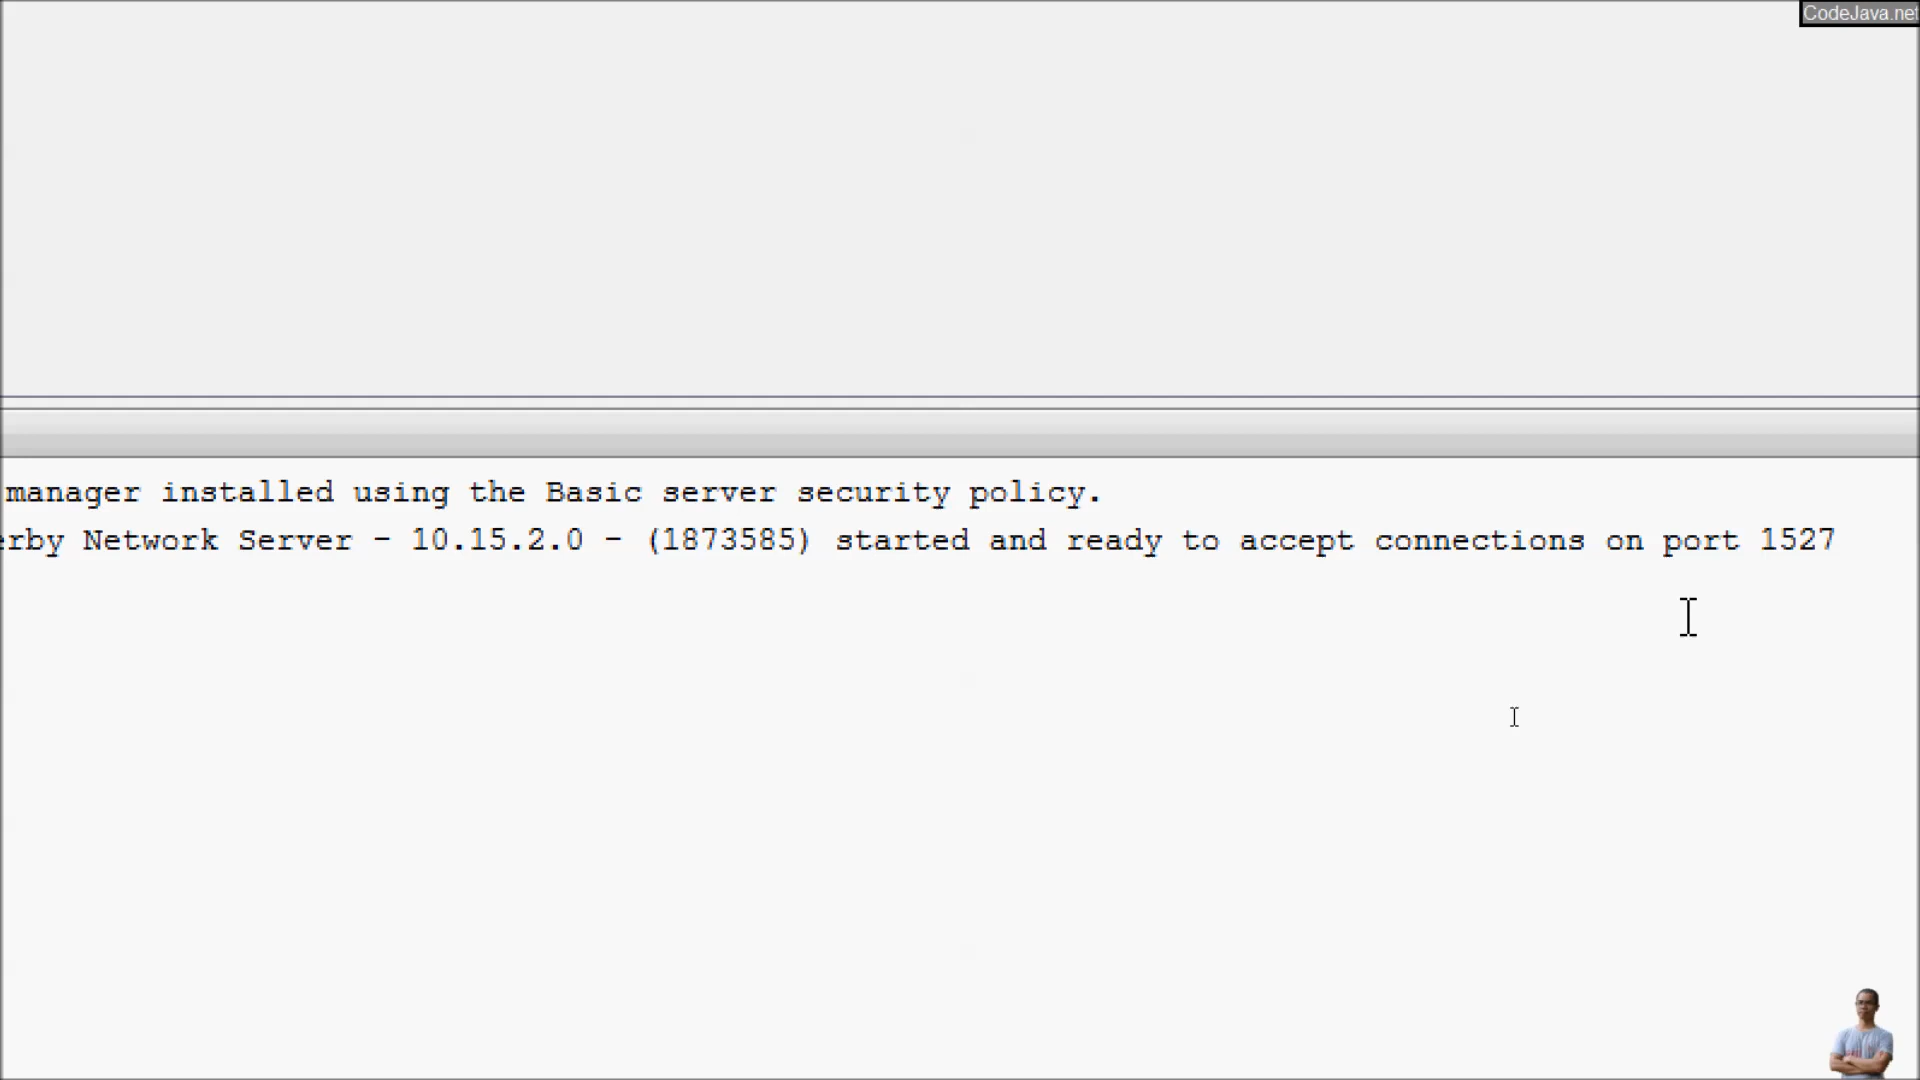 CodeJava.net
manager installed using the Basic server security policy.
erby Network Server - 10.15.2.0 - (1873585) started and ready to accept connections on port 1527